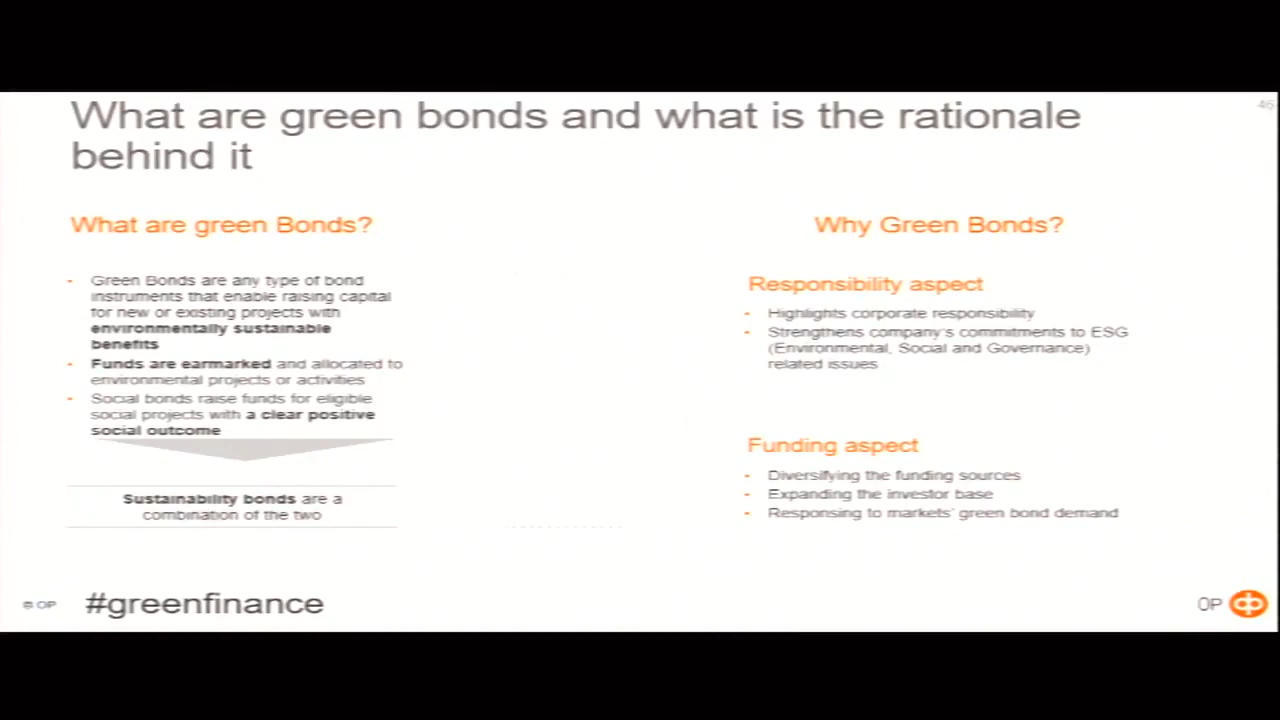 What are green bonds and what is the rationale
behind it
46
What are green Bonds?
- Green Bonds are any type of bond
instruments that enable raising capital
for new or existing projects with
environmentally sustainable
benefits
- Funds are earmarked and allocated to
environmental projects or activities
- Social bonds raise funds for eligible
social projects with a clear positive
social outcome
Sustainability bonds are a
combination of the two
Why Green Bonds?
Responsibility aspect
- Highlights corporate responsibility
- Strengthens company's commitments to ESG
(Environmental, Social and Governance)
related issues
Funding aspect
- Diversifying the funding sources
- Expanding the investor base
- Responsing to markets' green bond demand
© OP
#greenfinance
OP